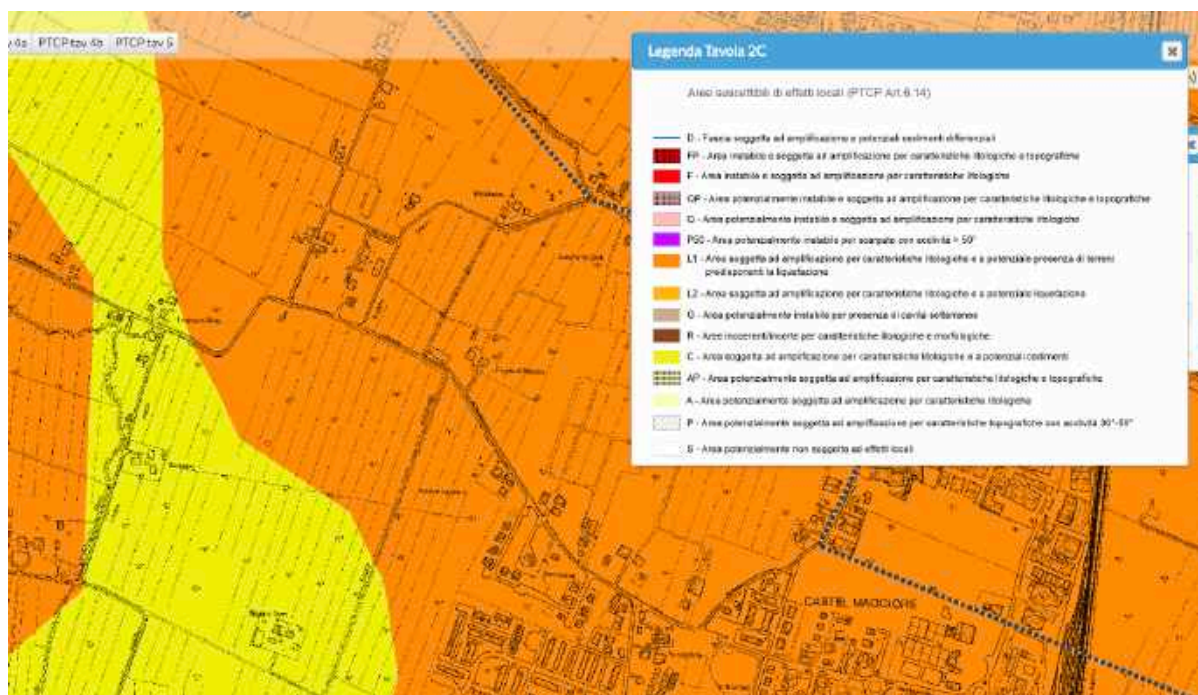 PTCP tav 4b PTCP tav 5
Legenda Tavola 2C
Aree suscettibili di effetti locali (PTCP Art.6.14)
D - Fascia soggetta ad amplificazione e potenziali cedimenti differenziali
FP - Area instabile e soggetta ad amplificazione per caratteristiche litologiche e topografiche
F - Area instabile e soggetta ad amplificazione per caratteristiche litologiche
QP - Area potenzialmente instabile e soggetta ad amplificazione per caratteristiche litologiche e topografiche
Q - Area potenzialmente instabile e soggetta ad amplificazione per caratteristiche litologiche
P50 - Area potenzialmente instabile per scarpate con acclività > 50°
L1 - Area soggetta ad amplificazione per caratteristiche litologiche e a potenziale presenza di terreni
predisponenti la liquefazione
L2 - Area soggetta ad amplificazione per caratteristiche litologiche e a potenziale liquefazione
G - Area potenzialmente instabile per presenza di cavità sotterranee
R - Aree incoerenti/incerte per caratteristiche litologiche e morfologiche
C - Area soggetta ad amplificazione per caratteristiche litologiche e a potenziali cedimenti
AP - Area potenzialmente soggetta ad amplificazione per caratteristiche litologiche e topografiche
A - Area potenzialmente soggetta ad amplificazione per caratteristiche litologiche
P - Area potenzialmente soggetta ad amplificazione per caratteristiche topografiche con acclività 30°-50°
S - Area potenzialmente non soggetta ad effetti locali
CASTEL MAGGIORE